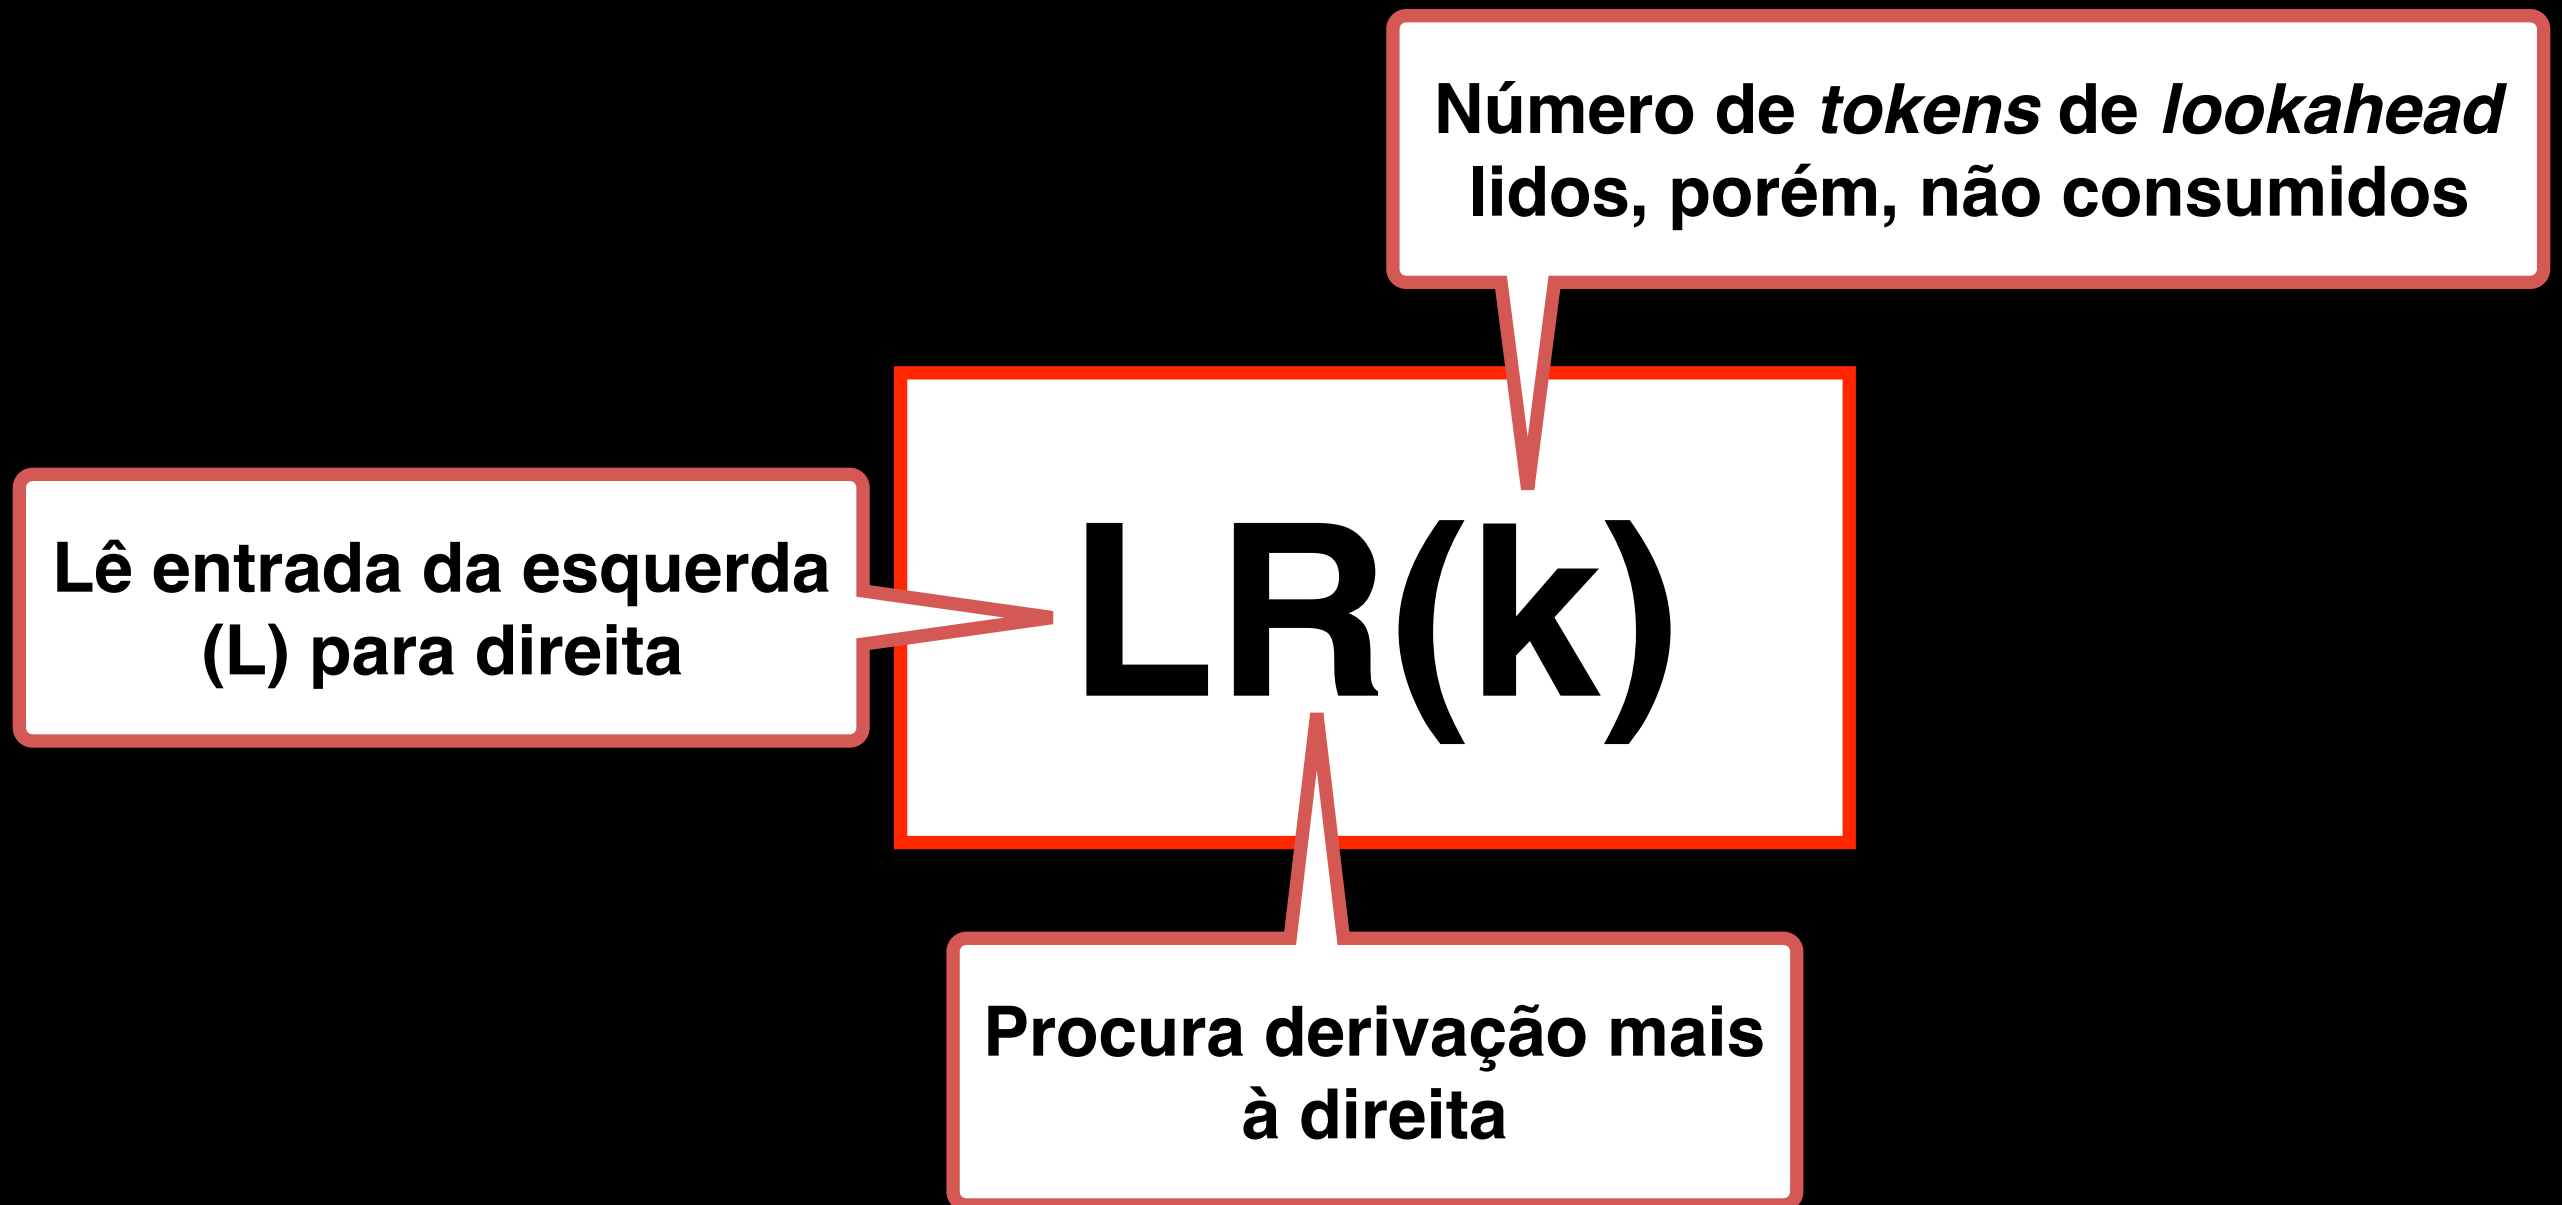 Número de tokens de lookahead
lidos, porém, não consumidos
Lê entrada da esquerda
(L) para direita
LR(k)
Procura derivação mais
à direita